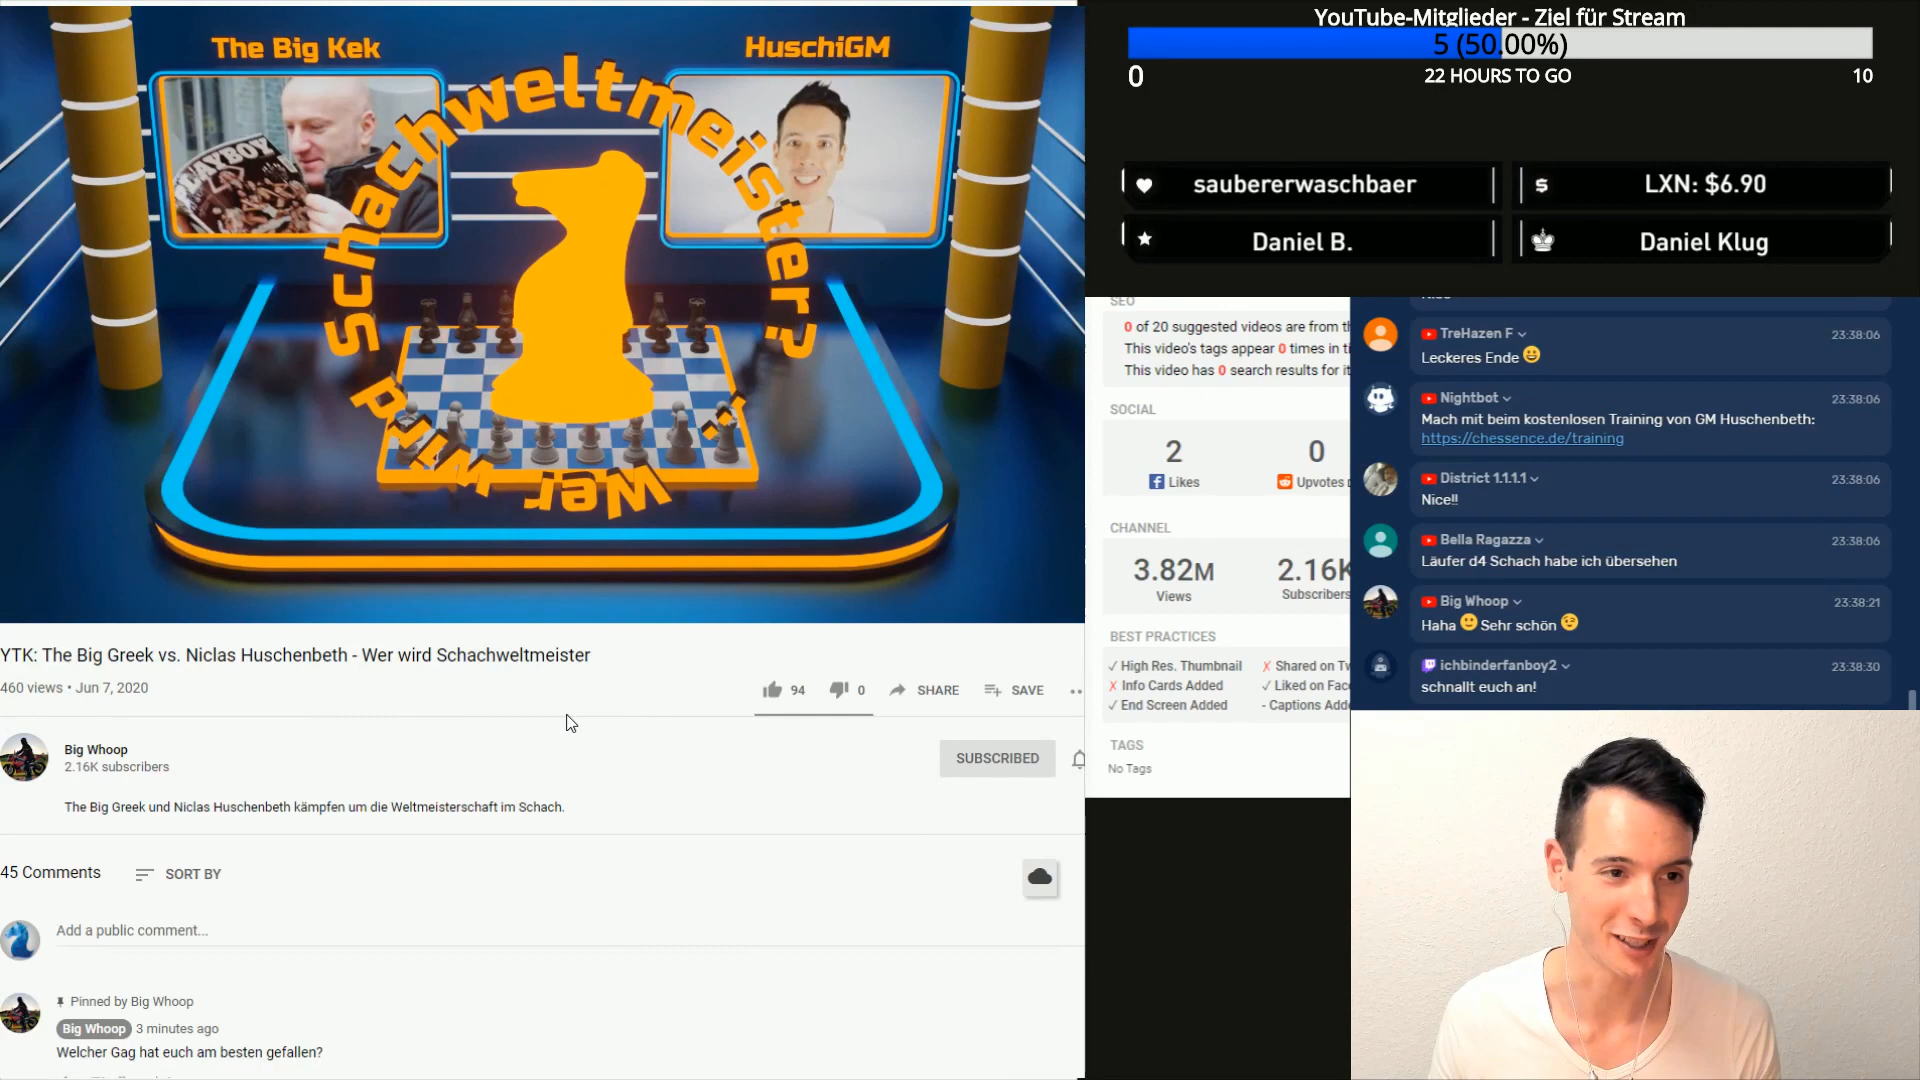 The Big Kek
HuschiGM
PLAYBOY
Wer wird Schachweltmeister?
YTK: The Big Greek vs. Niclas Huschenbeth - Wer wird Schachweltmeister
460 views • Jun 7, 2020
94
0
SHARE
SAVE
Big Whoop
2.16K subscribers
SUBSCRIBED
The Big Greek und Niclas Huschenbeth kämpfen um die Weltmeisterschaft im Schach.
45 Comments
SORT BY
Add a public comment...
Pinned by Big Whoop
Big Whoop 3 minutes ago
Welcher Gag hat euch am besten gefallen?
YouTube-Mitglieder - Ziel für Stream
5 (50.00%)
0
22 HOURS TO GO
10
saubererwaschbaer
$ LXN: $6.90
Daniel B.
Daniel Klug
SEO
0 of 20 suggested videos are from th
This video's tags appear 0 times in ti
This video has 0 search results for it
SOCIAL
2
0
Likes
Upvotes
CHANNEL
3.82M
2.16K
Views
Subscribers
BEST PRACTICES
✓ High Res. Thumbnail
✗ Shared on Tw
✗ Info Cards Added
✓ Liked on Fac
✓ End Screen Added
- Captions Adde
TAGS
No Tags
TreHazen F
23:38:06
Leckeres Ende 😀
Nightbot
23:38:06
Mach mit beim kostenlosen Training von GM Huschenbeth:
https://chessence.de/training
District 1.1.1.1
23:38:06
Nice!!
Bella Ragazza
23:38:06
Läufer d4 Schach habe ich übersehen
Big Whoop
23:38:21
Haha 🙂 Sehr schön 😉
ichbinderfanboy2
23:38:30
schnallt euch an!